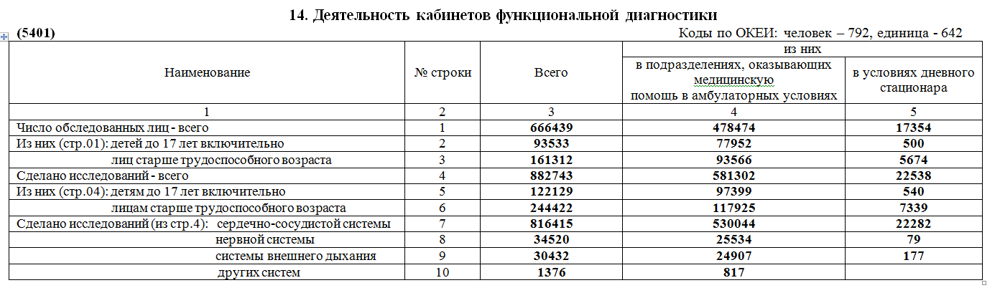 14. Деятельность кабинетов функциональной диагностики
(5401) Коды по ОКЕИ: человек – 792, единица - 642
Наименование № строки Всего из них
в подразделениях, оказывающих медицинскую помощь в амбулаторных условиях в условиях дневного стационара
1 2 3 4 5
Число обследованных лиц - всего 1 666439 478474 17354
Из них (стр.01): детей до 17 лет включительно 2 93533 77952 500
лиц старше трудоспособного возраста 3 161312 93566 5674
Сделано исследований - всего 4 882743 581302 22538
Из них (стр.04): детям до 17 лет включительно 5 122129 97399 540
лицам старше трудоспособного возраста 6 244422 117925 7339
Сделано исследований (из стр.4): сердечно-сосудистой системы 7 816415 530044 22282
нервной системы 8 34520 25534 79
системы внешнего дыхания 9 30432 24907 177
других систем 10 1376 817